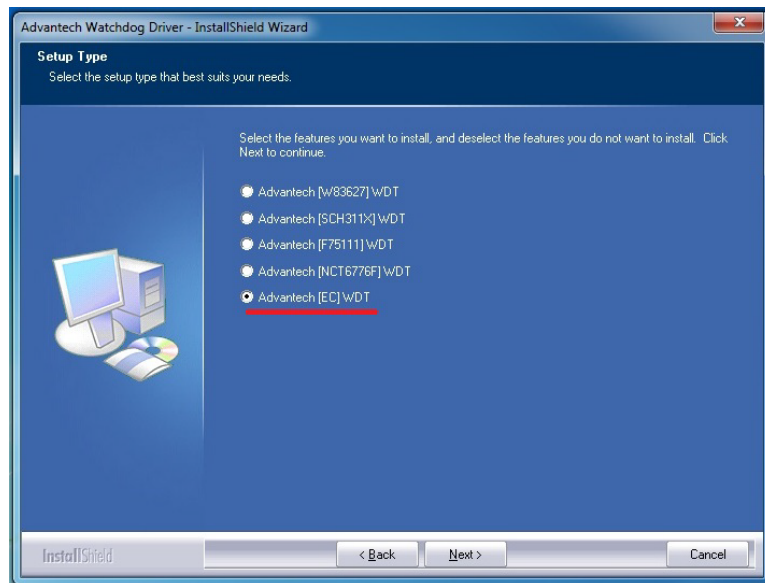 Advantech Watchdog Driver - InstallShield Wizard
Setup Type
Select the setup type that best suits your needs.
Select the features you want to install, and deselect the features you do not want to install. Click
Next to continue.
Advantech [W83627] WDT
Advantech [SCH311X] WDT
Advantech [F75111] WDT
Advantech [NCT6776F] WDT
Advantech [EC] WDT
InstallShield
< Back
Next >
Cancel